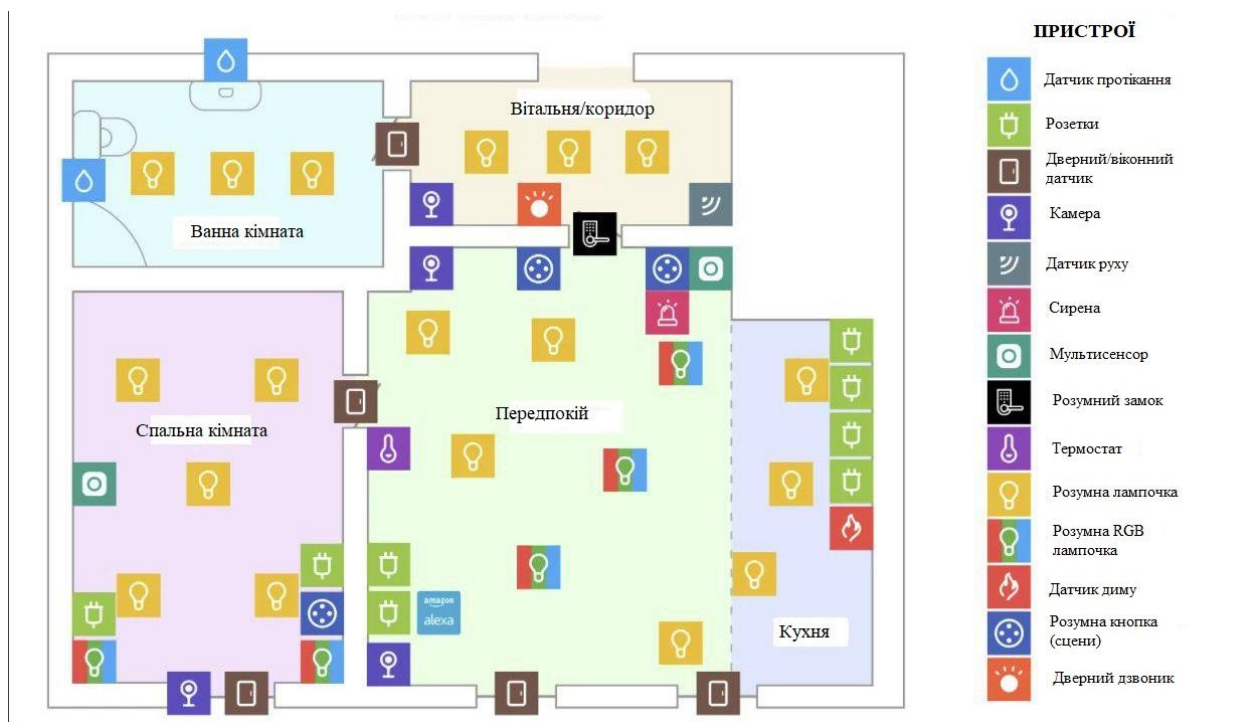 ПРИСТРОЇ
Датчик протікання
Розетки
Дверний/віконний
датчик
Камера
Датчик руху
Сирена
Мультисенсор
Розумний замок
Термостат
Розумна лампочка
Розумна RGB
лампочка
Датчик диму
Розумна кнопка
(сцени)
Дверний дзвоник
Вітальня/коридор
Ванна кімната
Спальна кімната
Передпокій
Кухня
amazon
alexa